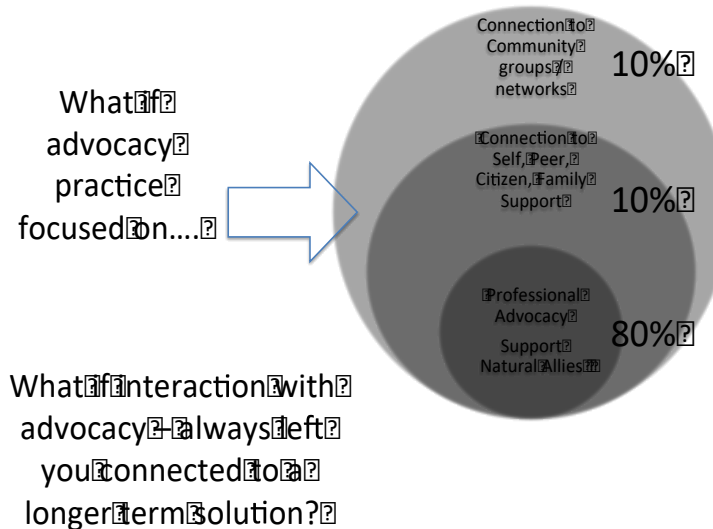 What if
advocacy
practice
focused on....
Connection to
Community
groups /
networks
10%
Connection to
Self, Peer,
Citizen, Family
Support
10%
Professional
Advocacy
Support
Natural Allies
80%
What if interaction with
advocacy – always left
you connected to a
longer term solution?